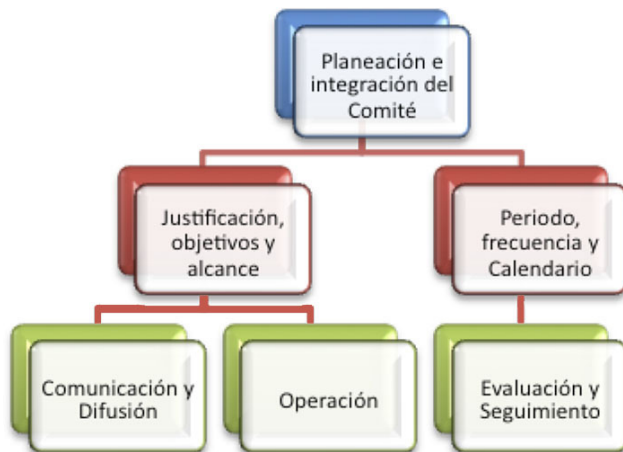 Planeación e
integración del
Comité
Justificación,
objetivos y
alcance
Periodo,
frecuencia y
Calendario
Comunicación y
Difusión
Operación
Evaluación y
Seguimiento